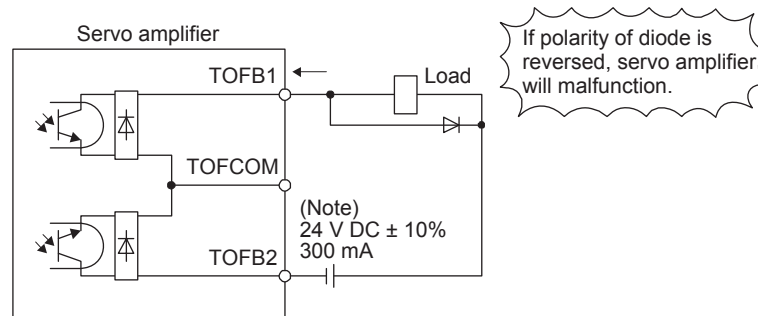 Servo amplifier
TOFB1
Load
If polarity of diode is
reversed, servo amplifier
will malfunction.
TOFCOM
(Note)
24 V DC ± 10%
300 mA
TOFB2